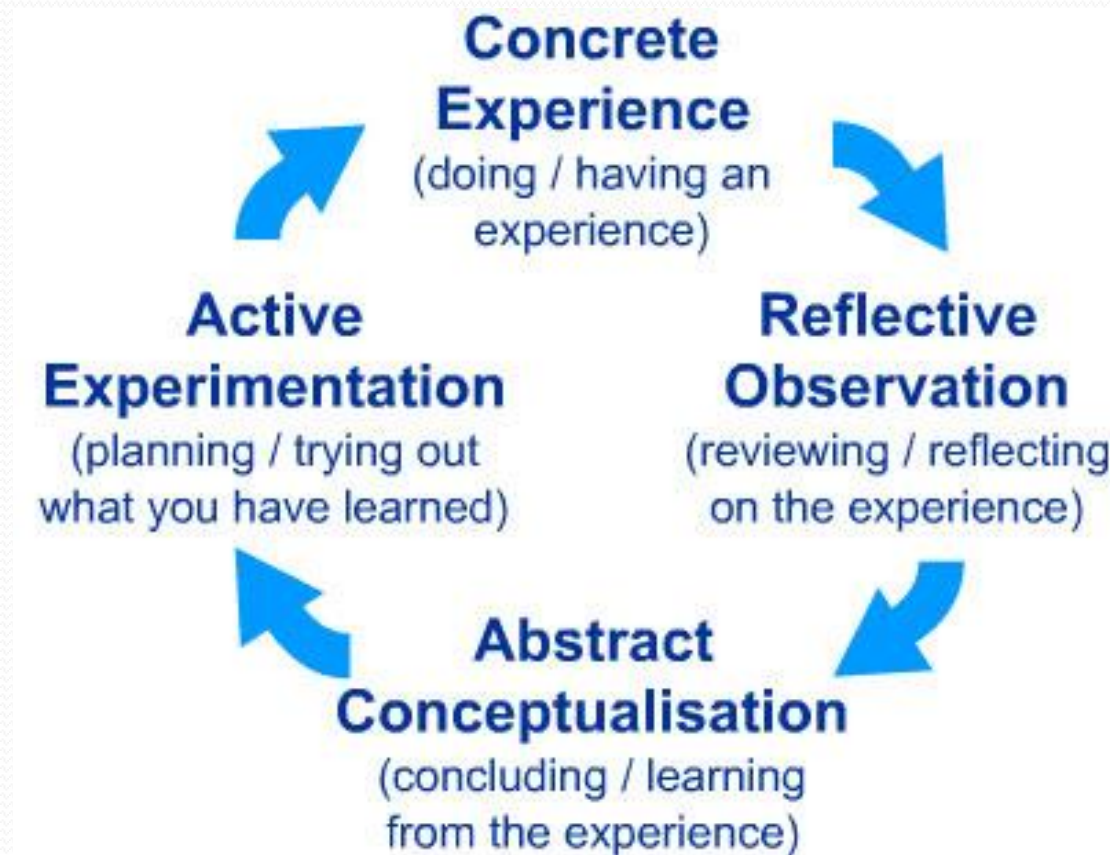 Concrete
Experience
(doing / having an
experience)
Active
Experimentation
(planning / trying out
what you have learned)
Reflective
Observation
(reviewing / reflecting
on the experience)
Abstract
Conceptualisation
(concluding / learning
from the experience)